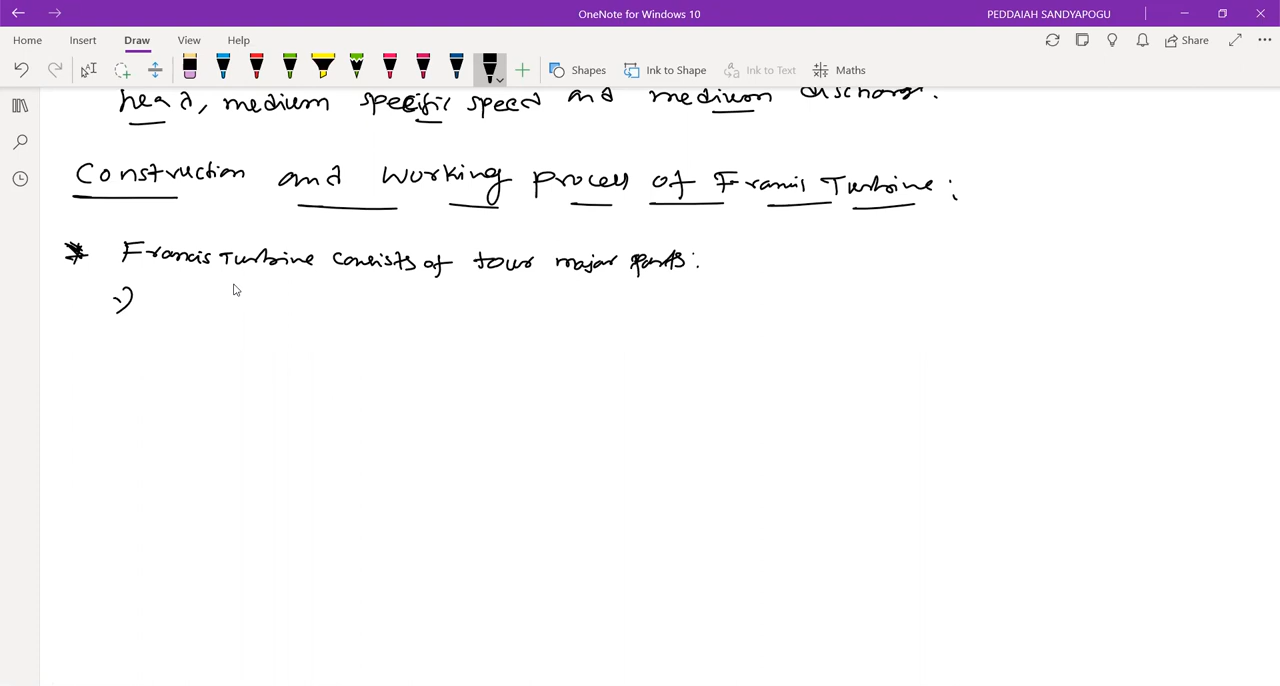 OneNote for Windows 10
PEDDAIAH SANDYAPOGU
Home Insert Draw View Help
Share
Shapes Ink to Shape Ink to Text Maths
head, medium specific speed and medium discharge.
Construction and working process of Francis Turbine:
* Francis Turbine consists of four major parts:
i)